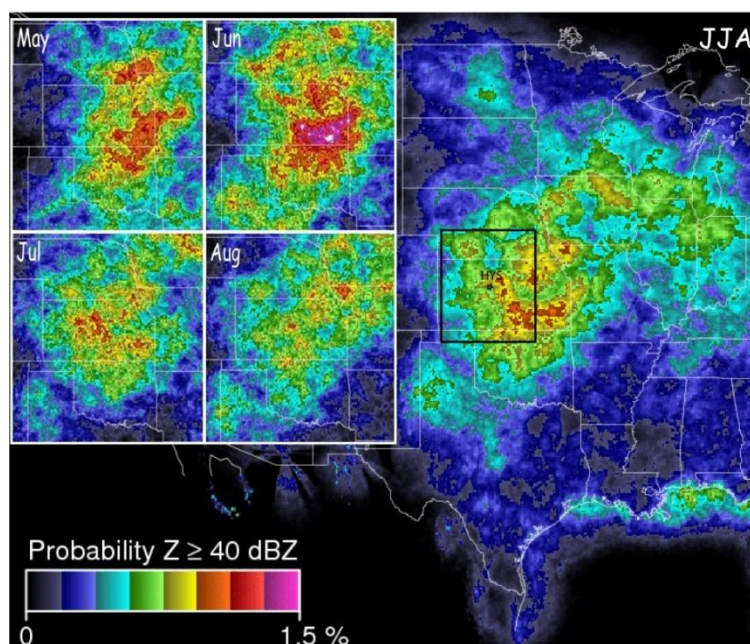 May
Jun
JJA
Jul
Aug
HYS
Probability Z ≥ 40 dBZ
0
1.5 %